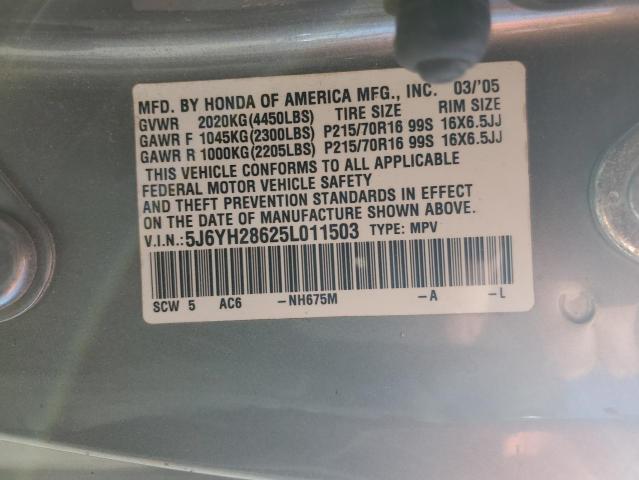 MFD. BY HONDA OF AMERICA MFG., INC. 03/'05
GVWR 2020KG(4450LBS) TIRE SIZE RIM SIZE
GAWR F 1045KG(2300LBS) P215/70R16 99S 16X6.5JJ
GAWR R 1000KG(2205LBS) P215/70R16 99S 16X6.5JJ
THIS VEHICLE CONFORMS TO ALL APPLICABLE
FEDERAL MOTOR VEHICLE SAFETY
AND THEFT PREVENTION STANDARDS IN EFFECT
ON THE DATE OF MANUFACTURE SHOWN ABOVE.
V.I.N.:5J6YH28625L011503 TYPE: MPV
SCW 5 AC6 -NH675M -A -L